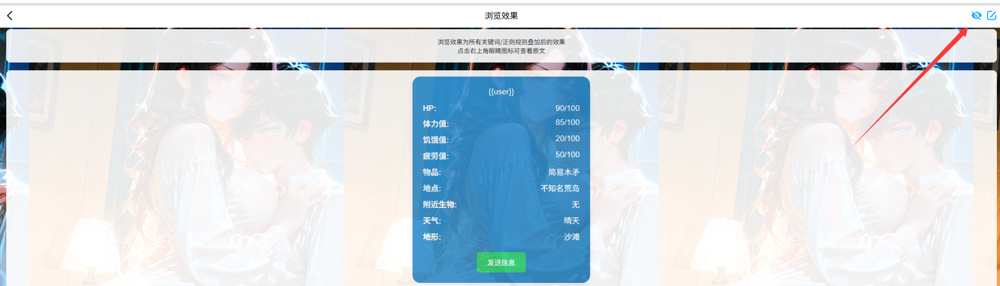 浏览效果
浏览效果为所有关键词/正则规则叠加后的效果
点击右上角眼睛图标可查看原文
{{user}}
HP: 90/100
体力值: 85/100
饥饿值: 20/100
疲劳值: 50/100
物品: 简易木矛
地点: 不知名荒岛
附近生物: 无
天气: 晴天
地形: 沙滩
发送信息